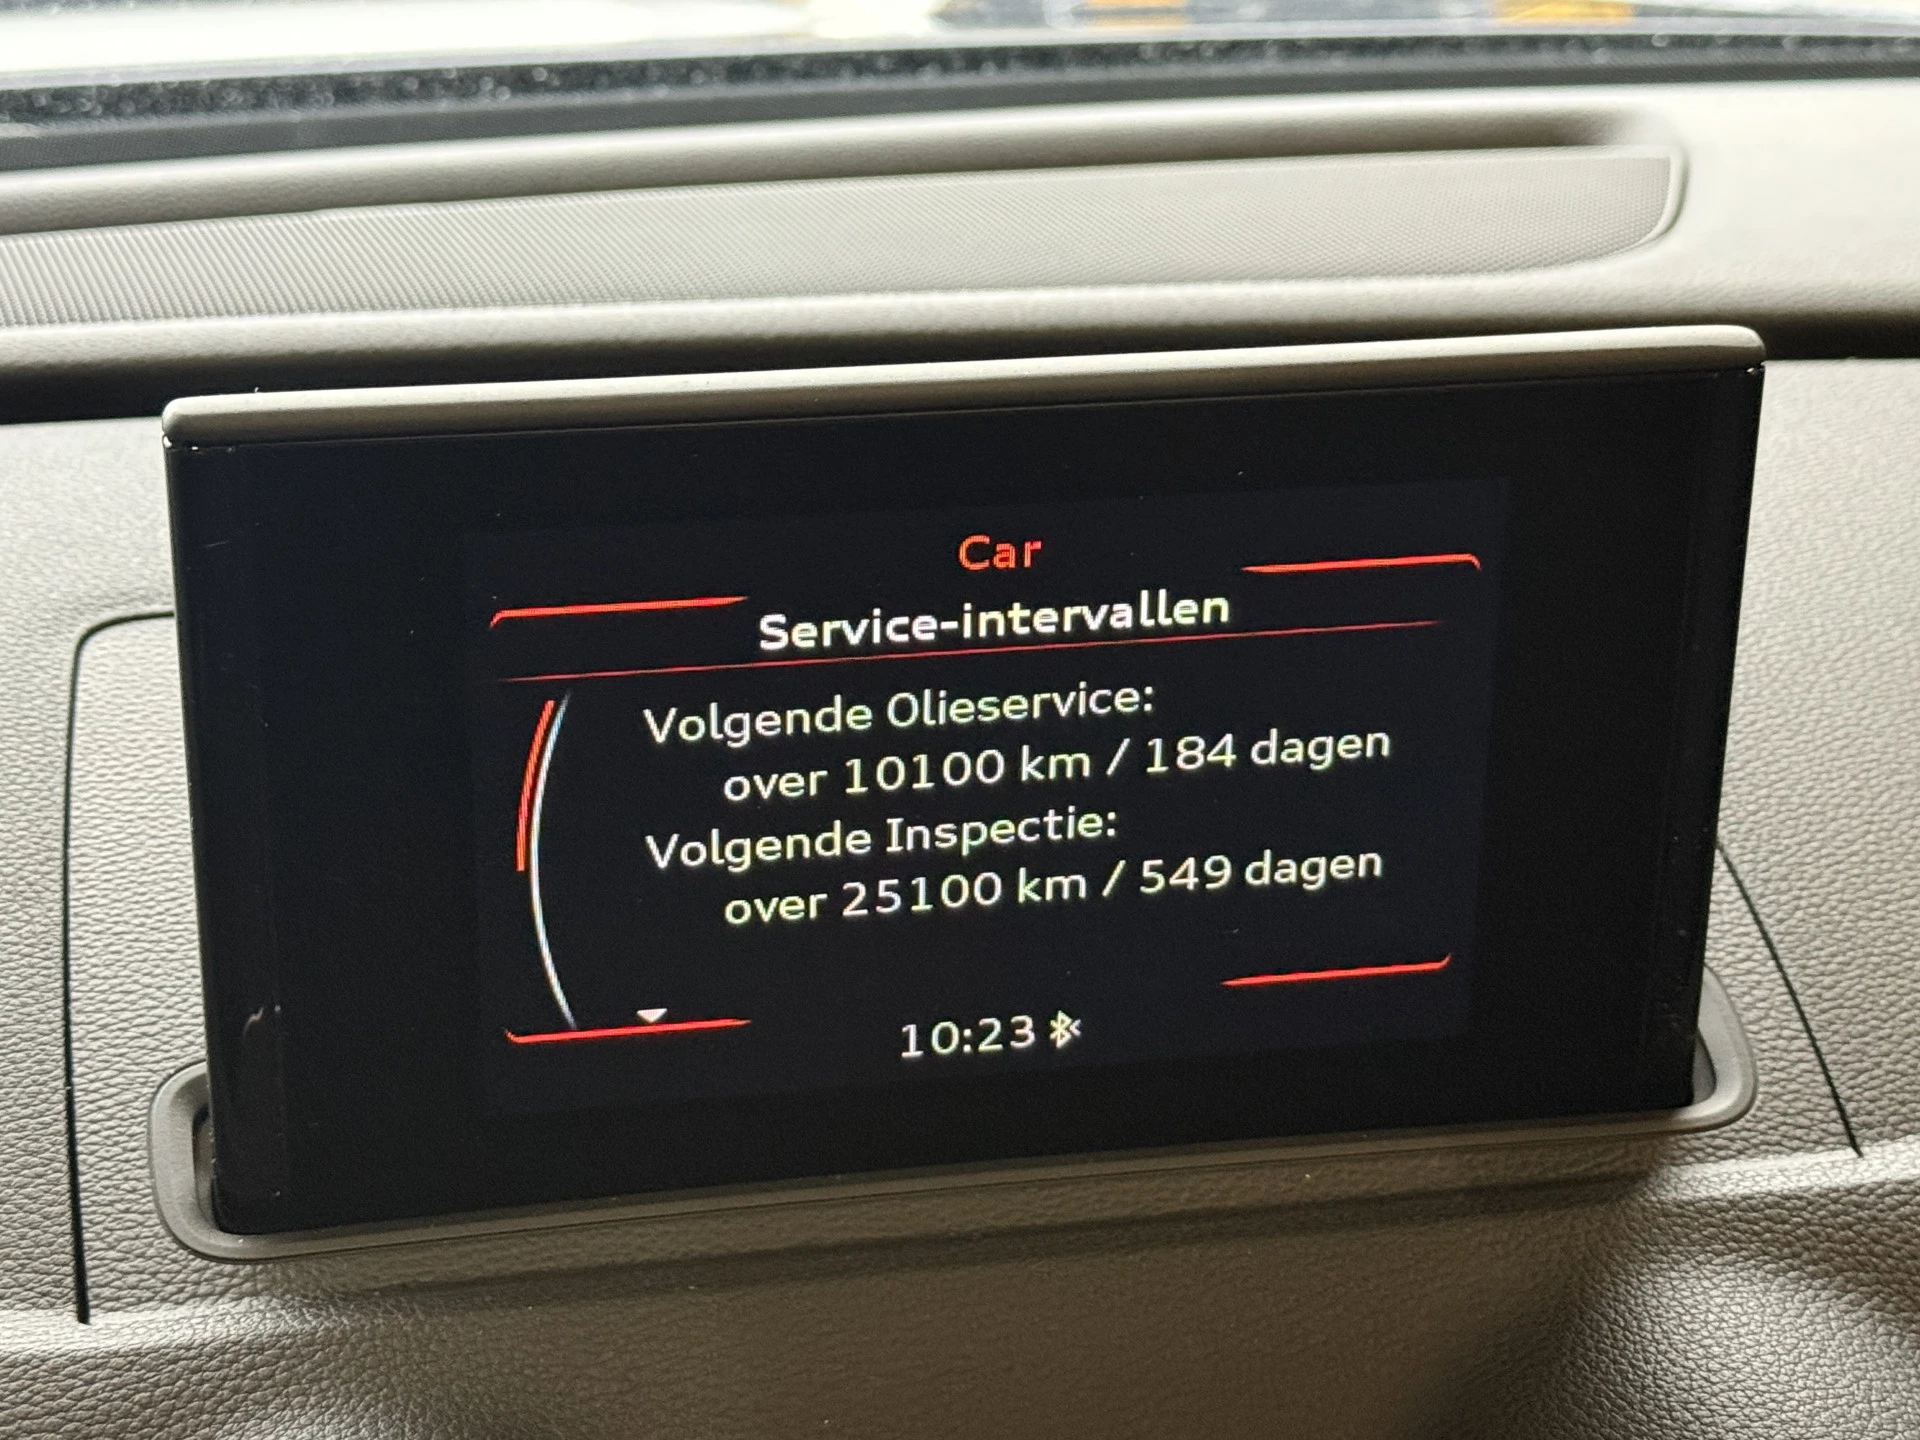 Car
Service-intervallen
Volgende Olieservice:
over 10100 km / 184 dagen
Volgende Inspectie:
over 25100 km / 549 dagen
10:23